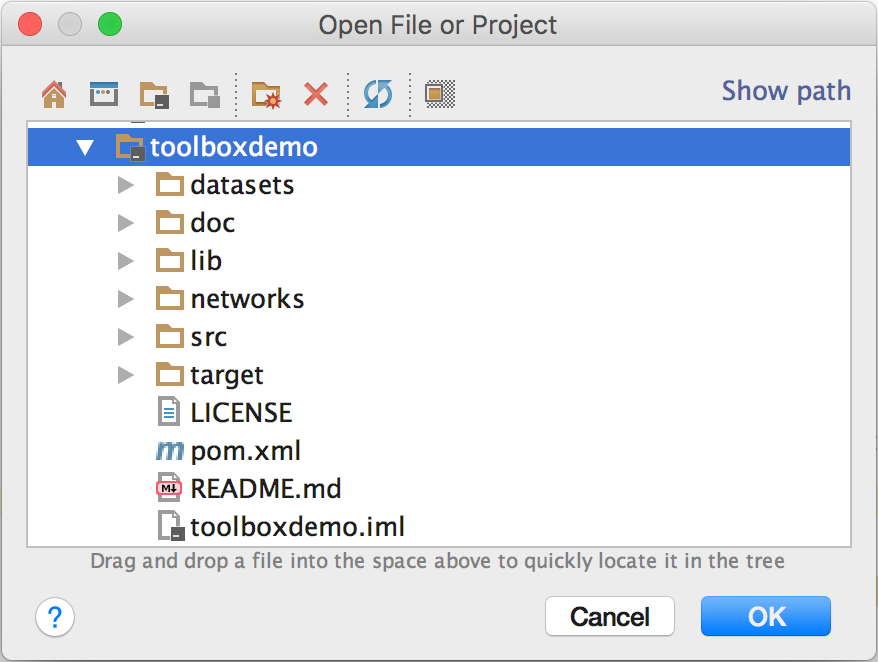 Open File or Project
Show path
toolboxdemo
datasets
doc
lib
networks
src
target
LICENSE
m pom.xml
M↓ README.md
toolboxdemo.iml
Drag and drop a file into the space above to quickly locate it in the tree
? Cancel OK